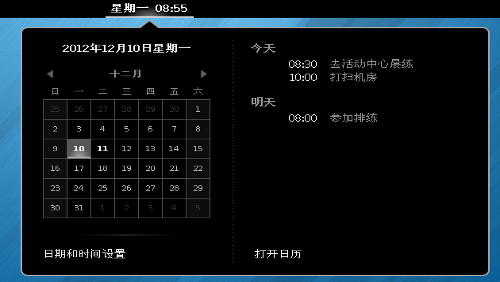 星期一 08:55
2012年12月10日星期一
十二月
日 一 二 三 四 五 六
25 26 27 28 29 30 1
2 3 4 5 6 7 8
9 10 11 12 13 14 15
16 17 18 19 20 21 22
23 24 25 26 27 28 29
30 31 1 2 3 4 5
日期和时间设置
今天
08:30 去活动中心晨练
10:00 打扫机房
明天
08:00 参加排练
打开日历